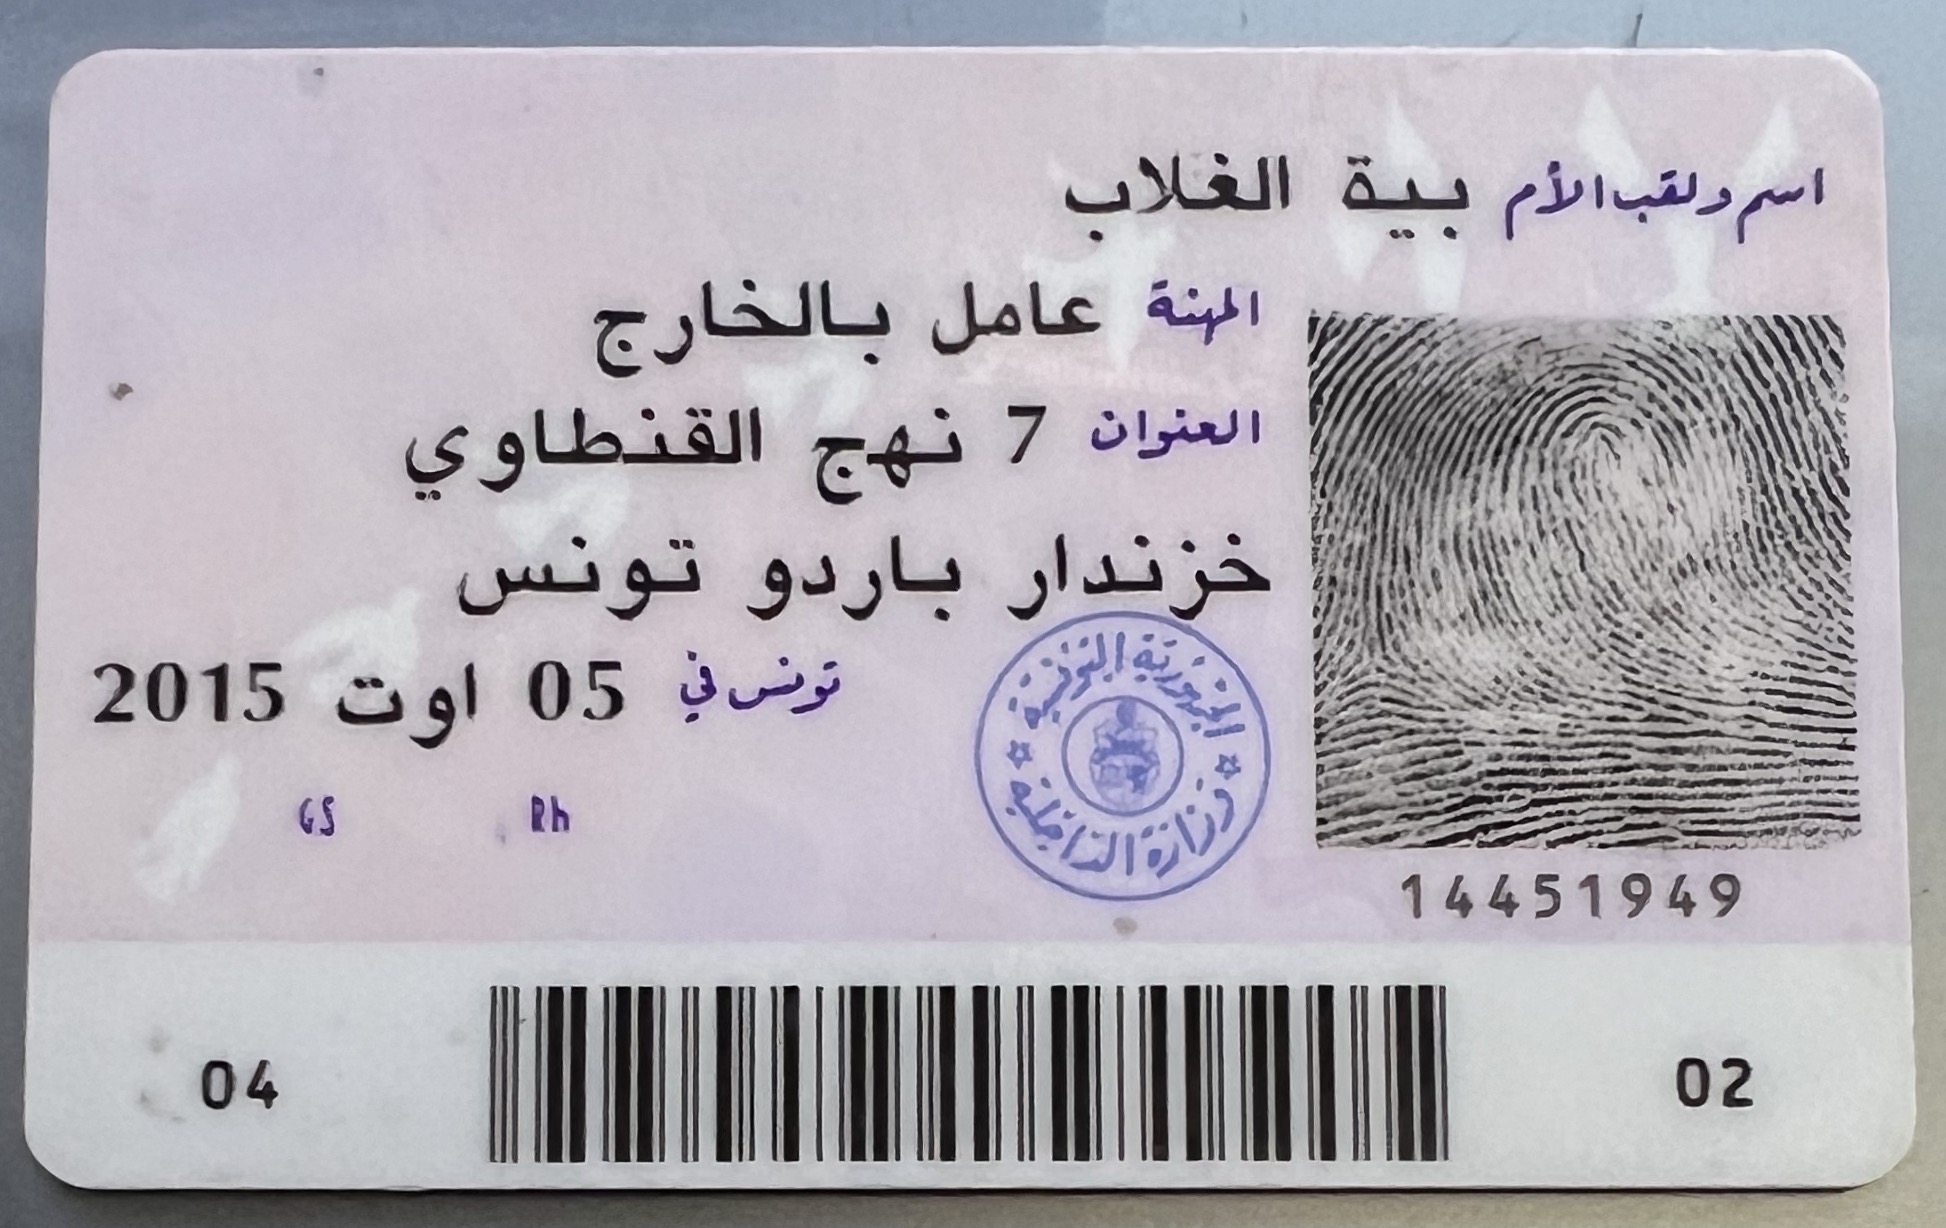 اسم ولقب الأم بية الغلاب
المهنة عامل بالخارج
العنوان 7 نهج القنطاوي
خزندار باردو تونس
تونس في 05 اوت 2015
الجمهورية التونسية
وزارة الداخلية
Rh
GS
14451949
04
02